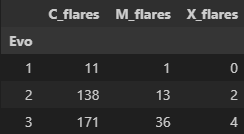 C_flares M_flares X_flares
Evo
1 11 1 0
2 138 13 2
3 171 36 4